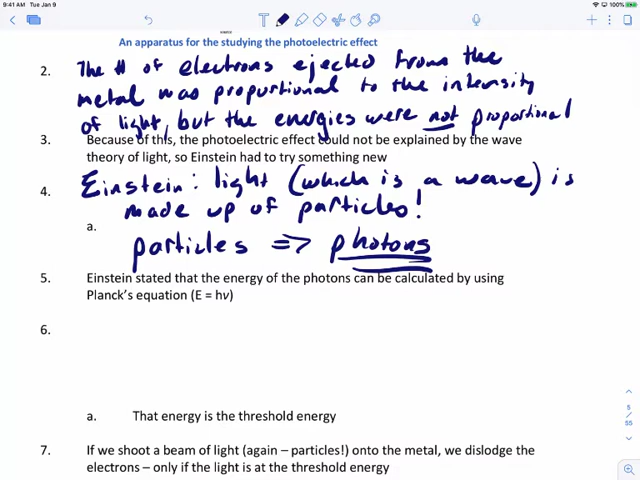 9:41 AM Tue Jan 9
100%
An apparatus for the studying the photoelectric effect
2. The # of electrons ejected from the
metal was proportional to the intensity
of light, but the energies were not proportional
3. Because of this, the photoelectric effect could not be explained by the wave
theory of light, so Einstein had to try something new
4. Einstein: light (which is a wave) is
made up of particles!
a. particles => photons
5. Einstein stated that the energy of the photons can be calculated by using
Planck's equation (E = hν)
6.
5
/
55
a. That energy is the threshold energy
7. If we shoot a beam of light (again – particles!) onto the metal, we dislodge the
electrons – only if the light is at the threshold energy